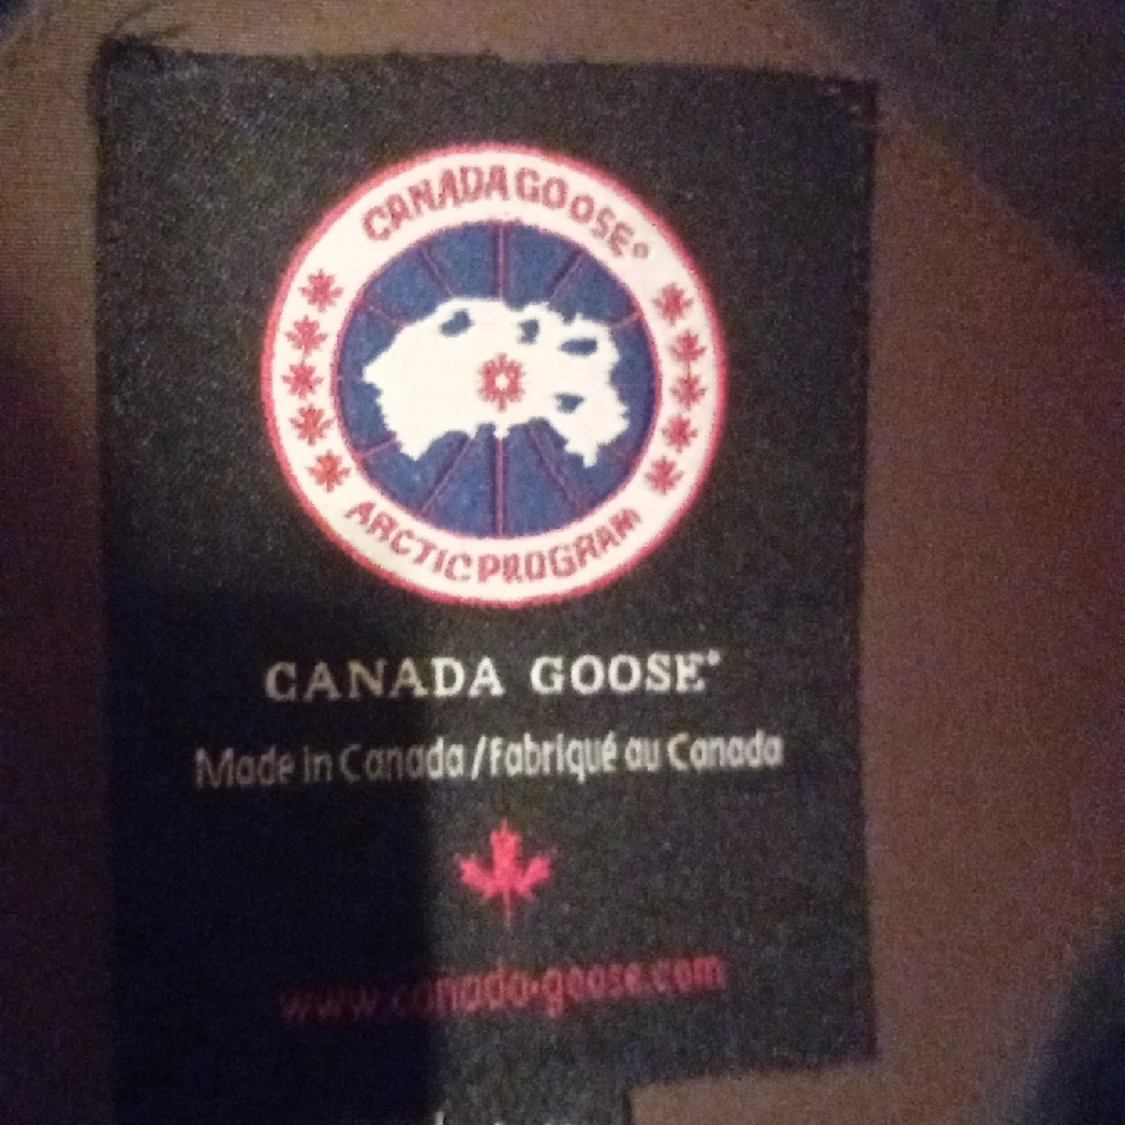 CANADA GOOSE®
ARCTIC PROGRAM
CANADA GOOSE®
Made in Canada/Fabriqué au Canada
www.canada-goose.com